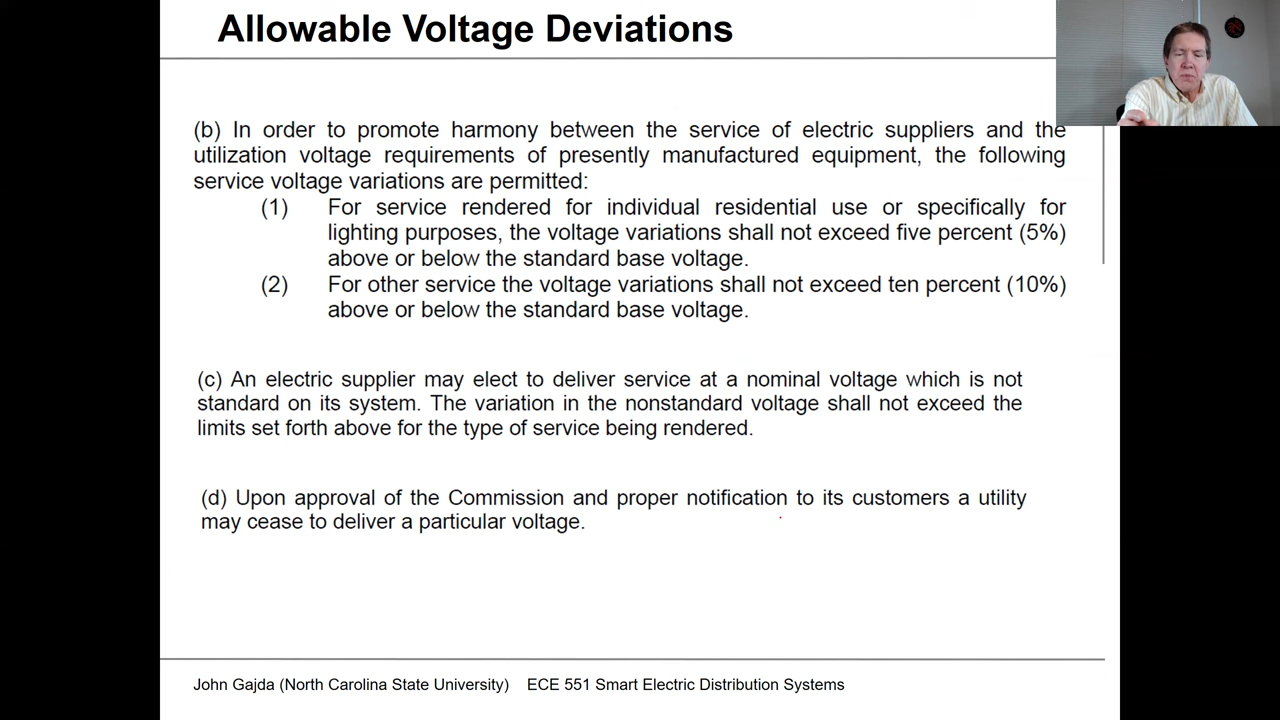 Allowable Voltage Deviations
(b) In order to promote harmony between the service of electric suppliers and the
utilization voltage requirements of presently manufactured equipment, the following
service voltage variations are permitted:
(1) For service rendered for individual residential use or specifically for
lighting purposes, the voltage variations shall not exceed five percent (5%)
above or below the standard base voltage.
(2) For other service the voltage variations shall not exceed ten percent (10%)
above or below the standard base voltage.
(c) An electric supplier may elect to deliver service at a nominal voltage which is not
standard on its system. The variation in the nonstandard voltage shall not exceed the
limits set forth above for the type of service being rendered.
(d) Upon approval of the Commission and proper notification to its customers a utility
may cease to deliver a particular voltage.
John Gajda (North Carolina State University) ECE 551 Smart Electric Distribution Systems